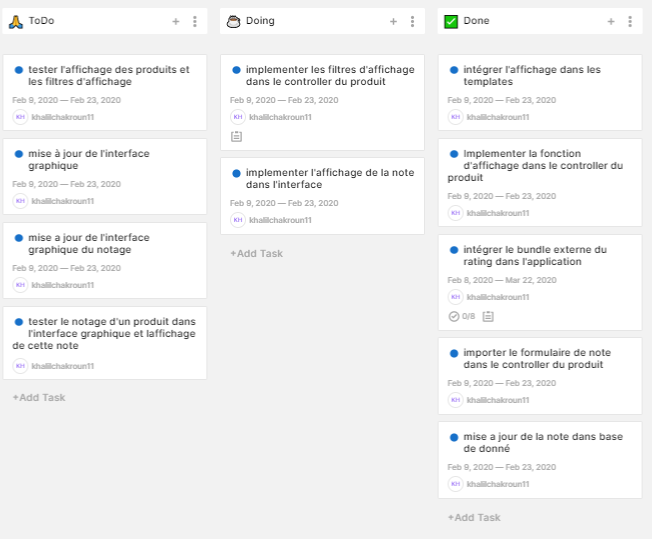 ToDo
tester l'affichage des produits et
les filtres d'affichage
Feb 9, 2020 — Feb 23, 2020
KH khalilchakroun11
mise à jour de l'interface
graphique
Feb 9, 2020 — Feb 23, 2020
KH khalilchakroun11
mise a jour de l'interface
graphique du notage
Feb 9, 2020 — Feb 23, 2020
KH khalilchakroun11
tester le notage d'un produit dans
l'interface graphique et laffichage
de cette note
KH khalilchakroun11
+Add Task
Doing
implementer les filtres d'affichage
dans le controller du produit
Feb 9, 2020 — Feb 23, 2020
KH khalilchakroun11
implementer l'affichage de la note
dans l'interface
Feb 9, 2020 — Feb 23, 2020
KH khalilchakroun11
+Add Task
Done
intégrer l'affichage dans les
templates
Feb 9, 2020 — Feb 23, 2020
KH khalilchakroun11
Implementer la fonction
d'affichage dans le controller du
produit
Feb 9, 2020 — Feb 23, 2020
KH khalilchakroun11
intégrer le bundle externe du
rating dans l'application
Feb 8, 2020 — Mar 22, 2020
KH khalilchakroun11
0/8
importer le formulaire de note
dans le controller du produit
Feb 9, 2020 — Feb 23, 2020
KH khalilchakroun11
mise a jour de la note dans base
de donné
Feb 9, 2020 — Feb 23, 2020
KH khalilchakroun11
+Add Task